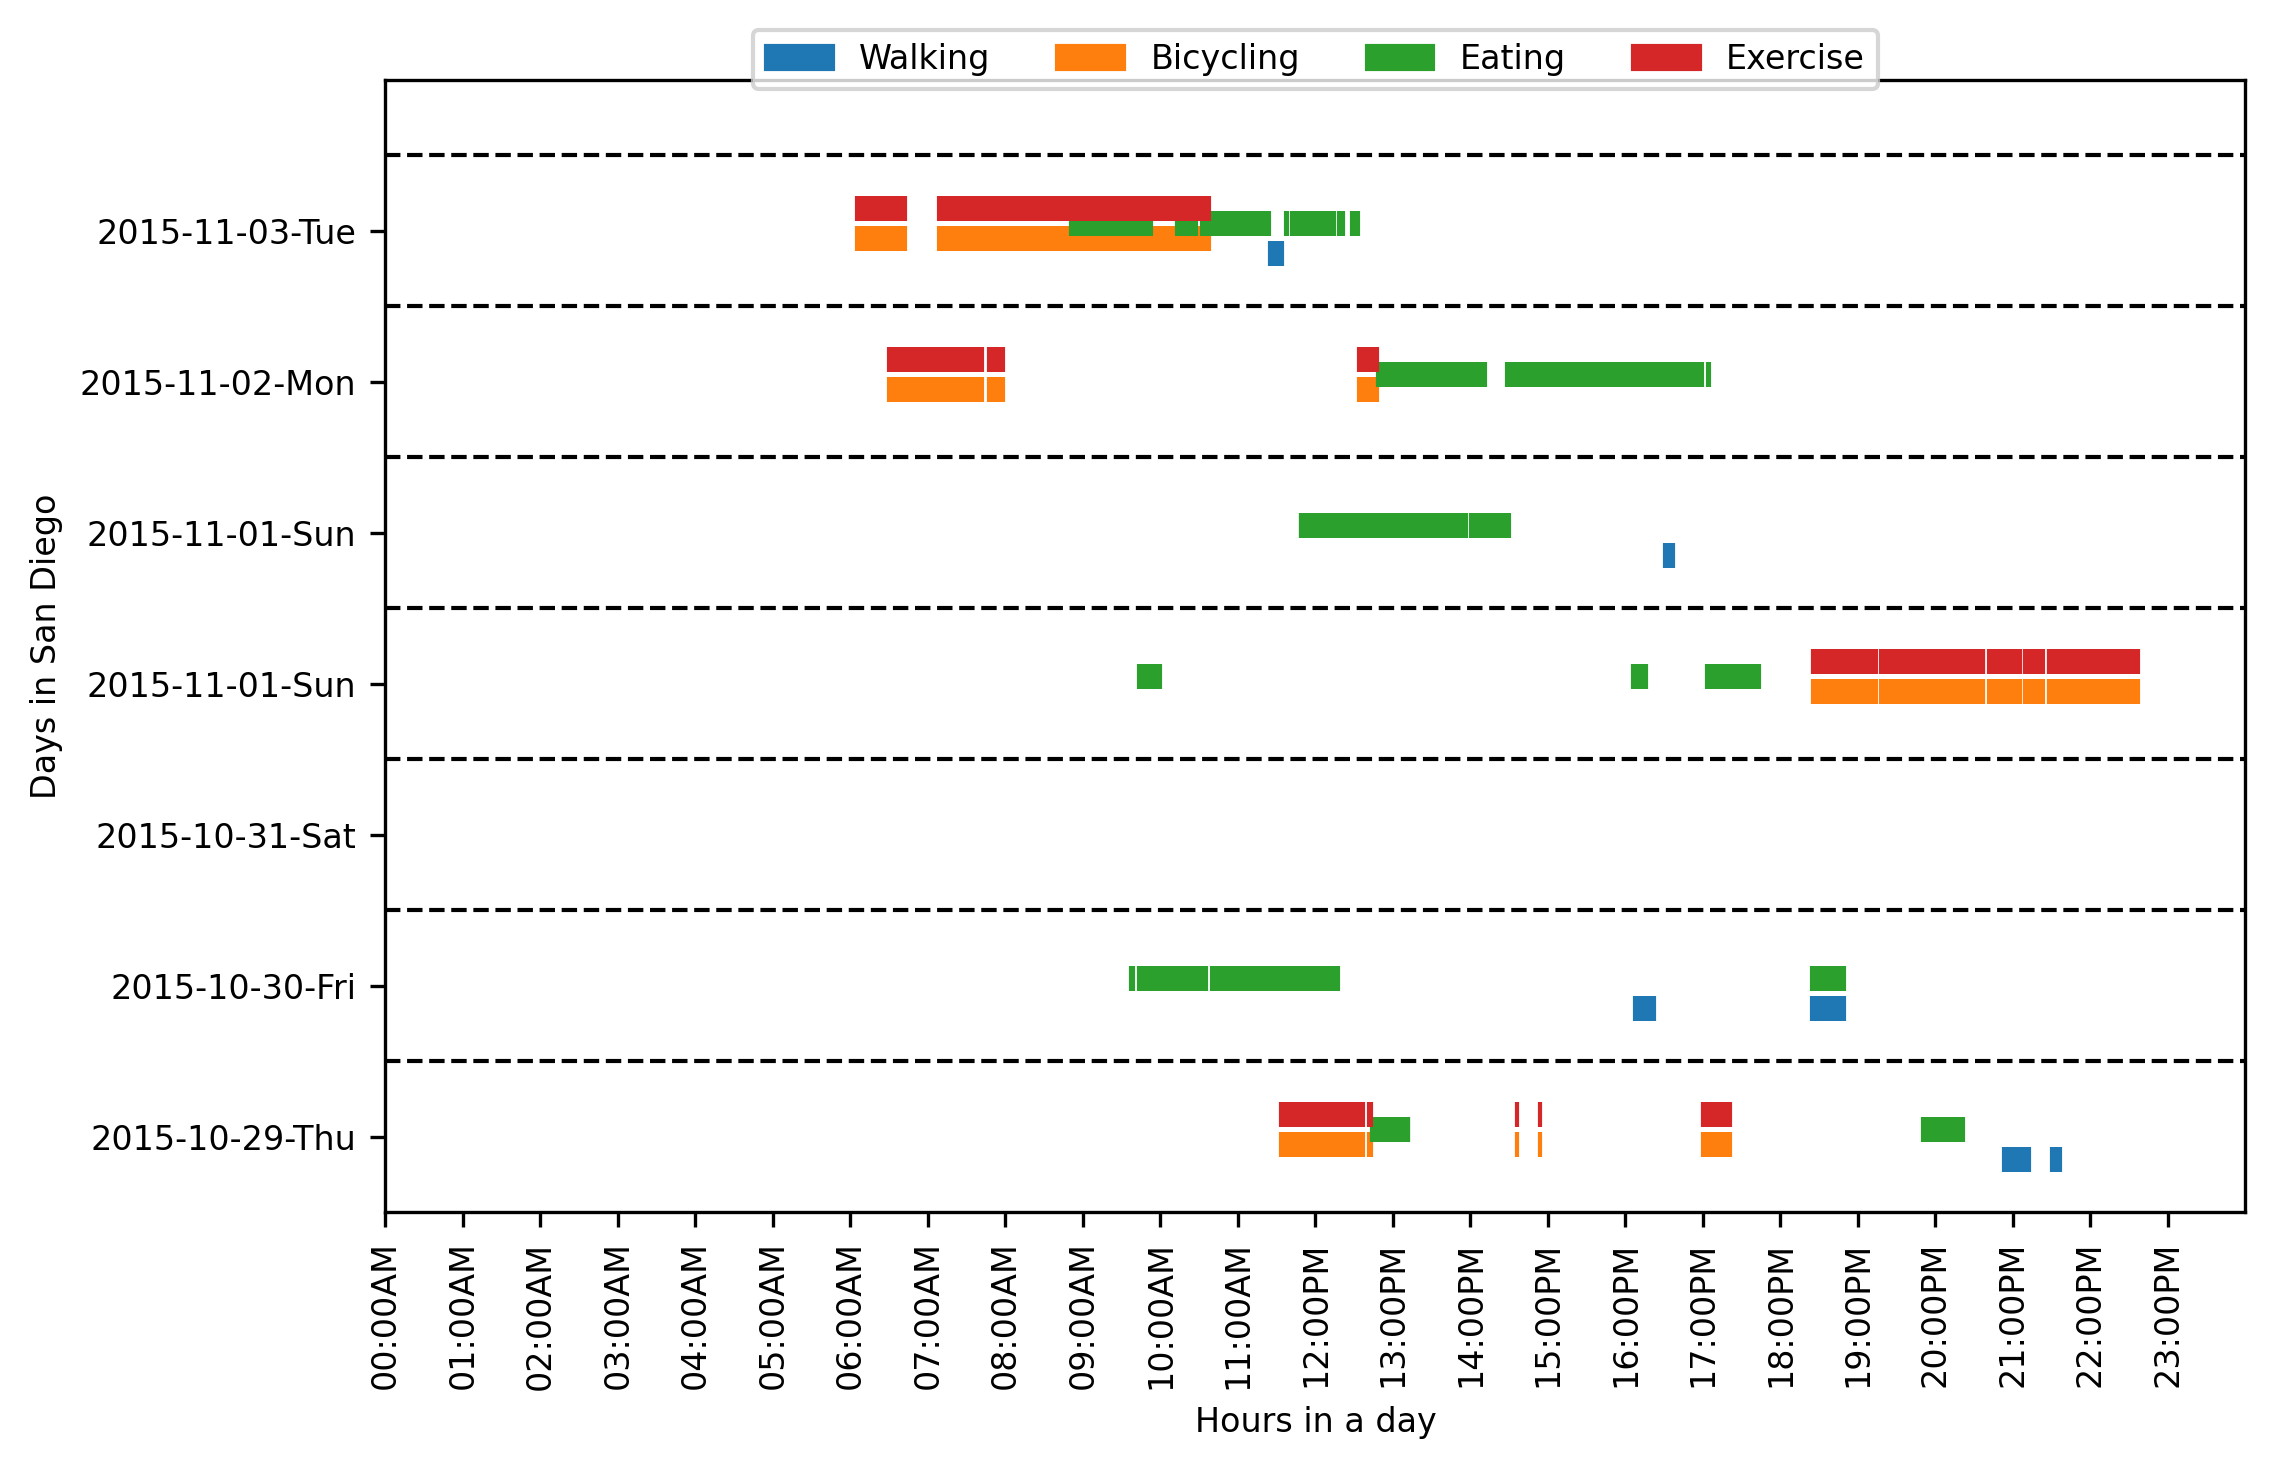 Walking Bicycling Eating Exercise
Days in San Diego
2015-11-03-Tue
2015-11-02-Mon
2015-11-01-Sun
2015-11-01-Sun
2015-10-31-Sat
2015-10-30-Fri
2015-10-29-Thu
00:00AM
01:00AM
02:00AM
03:00AM
04:00AM
05:00AM
06:00AM
07:00AM
08:00AM
09:00AM
10:00AM
11:00AM
12:00PM
13:00PM
14:00PM
15:00PM
16:00PM
17:00PM
18:00PM
19:00PM
20:00PM
21:00PM
22:00PM
23:00PM
Hours in a day